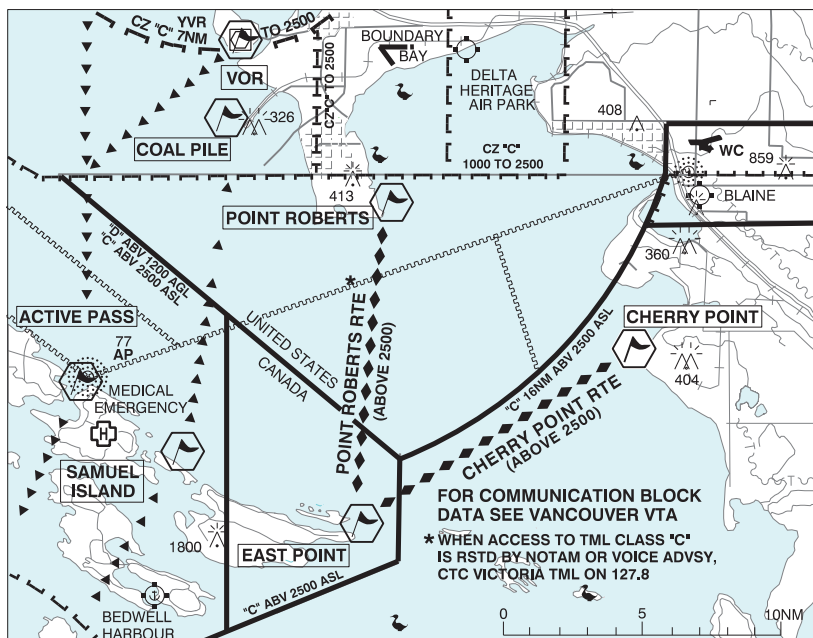 YVR
CZ "C" 7NM
TO 2500
VOR
CZ"C" TO 2500
BOUNDARY
BAY
DELTA
HERITAGE
AIR PARK
326
COAL PILE
408
CZ "C"
1000 TO 2500
WC
859
413
POINT ROBERTS
BLAINE
"D" ABV 1200 AGL
"C" ABV 2500 ASL
360
ACTIVE PASS
77
AP
UNITED STATES
CANADA
*
POINT ROBERTS RTE
(ABOVE 2500)
"C" 16NM ABV 2500 ASL
CHERRY POINT
404
MEDICAL
EMERGENCY
H
CHERRY POINT RTE
(ABOVE 2500)
SAMUEL
ISLAND
1800
EAST POINT
FOR COMMUNICATION BLOCK
DATA SEE VANCOUVER VTA
* WHEN ACCESS TO TML CLASS "C"
IS RSTD BY NOTAM OR VOICE ADVSY,
CTC VICTORIA TML ON 127.8
"C" ABV 2500 ASL
BEDWELL
HARBOUR
0 5 10NM